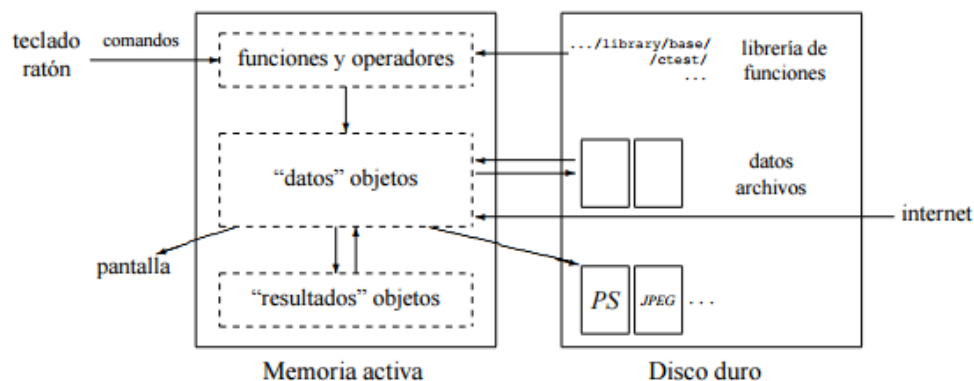 teclado
ratón
comandos
funciones y operadores
.../library/base/
/ctest/
...
librería de
funciones
“datos” objetos
datos
archivos
internet
pantalla
“resultados” objetos
PS
JPEG
...
Memoria activa
Disco duro